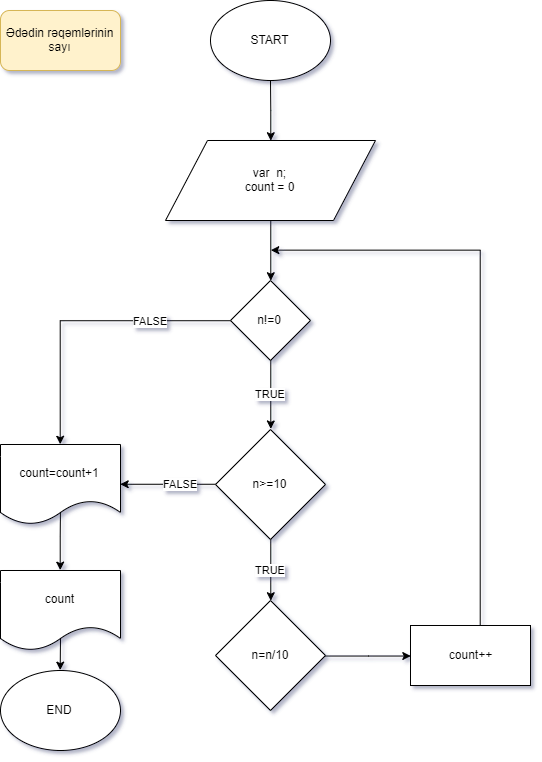 Ədədin rəqəmlərinin
sayı
START
var n;
count = 0
n!=0
FALSE
TRUE
count=count+1
FALSE
n>=10
TRUE
count
n=n/10
count++
END